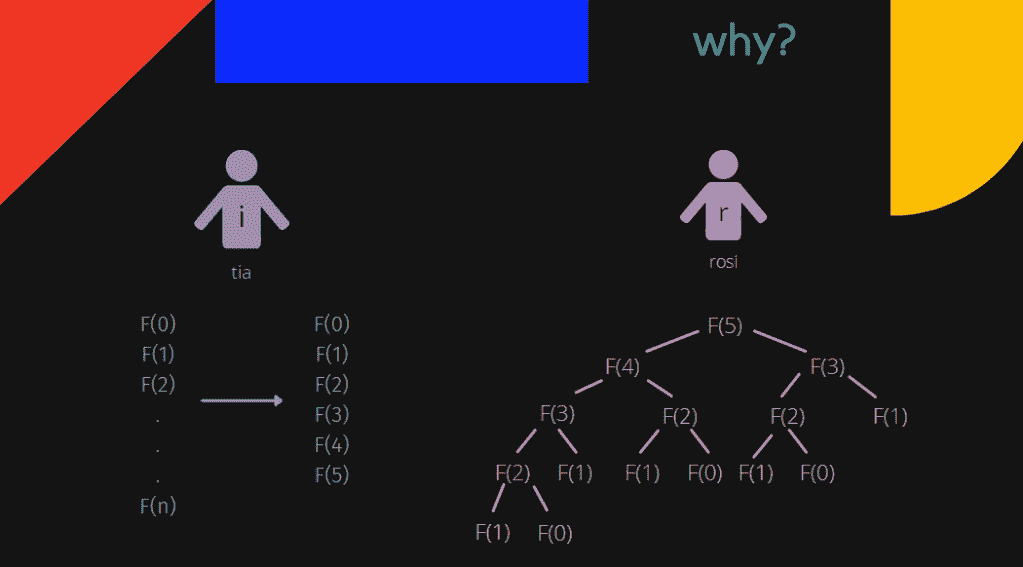 why?
i
tia
F(0)
F(1)
F(2)
.
.
.
F(n)
F(0)
F(1)
F(2)
F(3)
F(4)
F(5)
r
rosi
F(5)
F(4) F(3)
F(3) F(2) F(2) F(1)
F(2) F(1) F(1) F(0) F(1) F(0)
F(1) F(0)